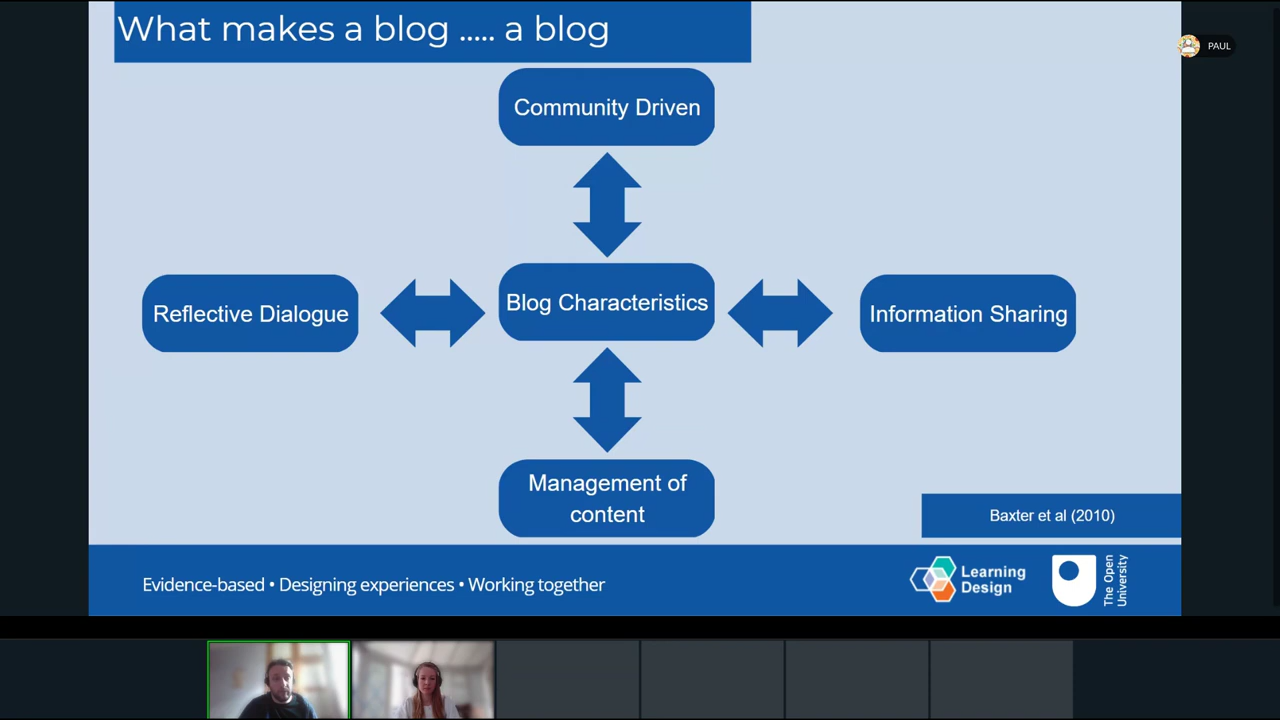 What makes a blog ..... a blog
PAUL
Community Driven
Reflective Dialogue
Blog Characteristics
Information Sharing
Management of
content
Baxter et al (2010)
Evidence-based • Designing experiences • Working together
Learning
Design
The Open
University